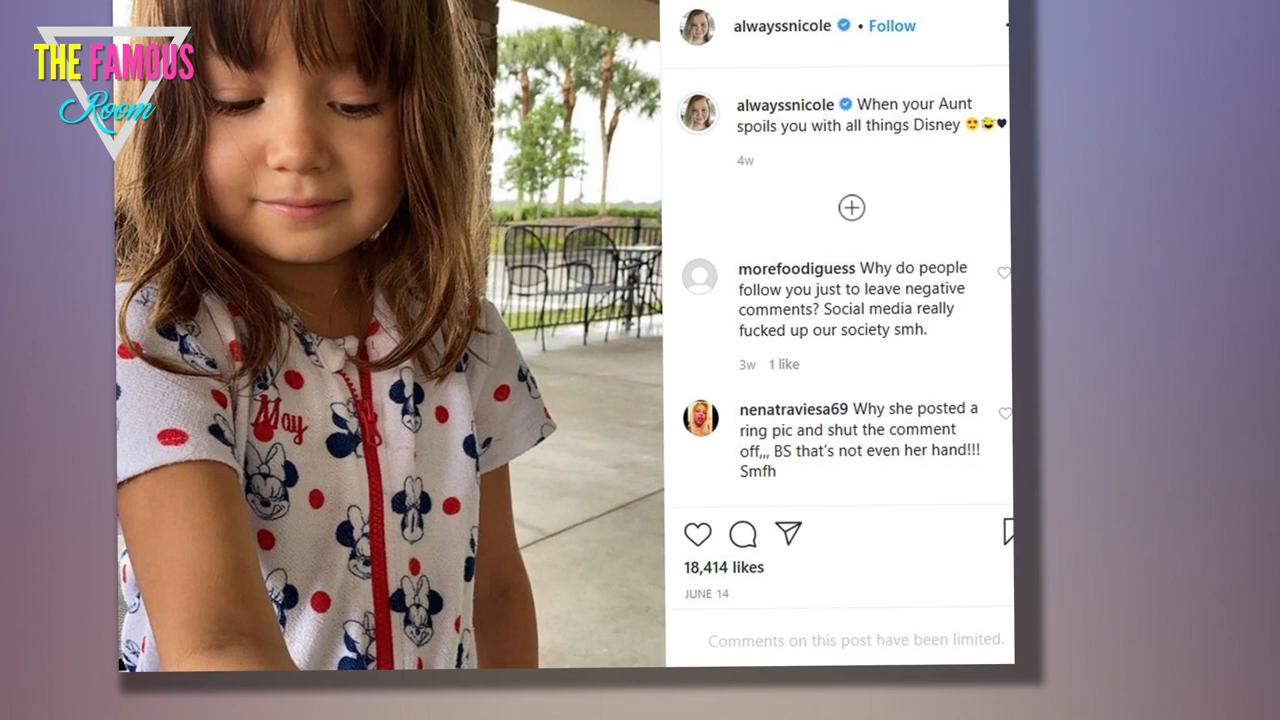 THE FAMOUS
Room
May
alwayssnicole • Follow
alwayssnicole When your Aunt
spoils you with all things Disney 😍😂🖤
4w
morefoodiguess Why do people
follow you just to leave negative
comments? Social media really
fucked up our society smh.
3w 1 like
nenatraviesa69 Why she posted a
ring pic and shut the comment
off,,, BS that's not even her hand!!!
Smfh
18,414 likes
JUNE 14
Comments on this post have been limited.